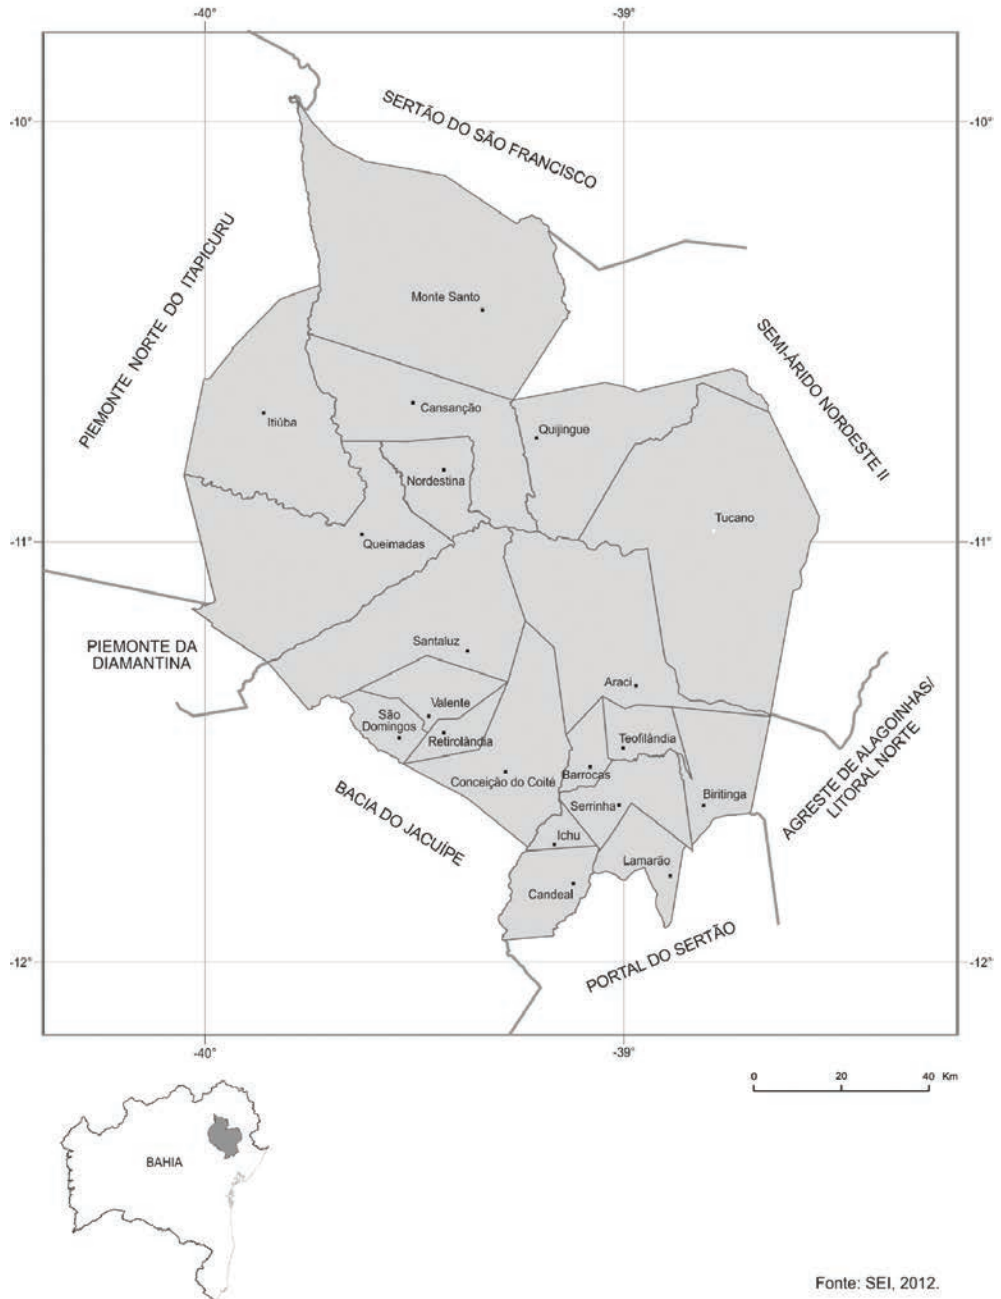 -40° -39°
-10° -10°
SERTÃO DO SÃO FRANCISCO
PIEMONTE NORTE DO ITAPICURU
Monte Santo
SEMI-ÁRIDO NORDESTE II
Cansanção
Itiúba
Quijingue
Nordestina
Tucano
Queimadas
-11° -11°
PIEMONTE DA
DIAMANTINA
Santaluz
Araci
Valente
São
Domingos
Retirolândia
Teofilândia
Conceição do Coité
Barrocas
Serrinha
Biritinga
AGRESTE DE ALAGOINHAS/
LITORAL NORTE
BACIA DO JACUÍPE
Ichu
Lamarão
Candeal
PORTAL DO SERTÃO
-12° -12°
-40° -39°
0 20 40 Km
BAHIA
Fonte: SEI, 2012.